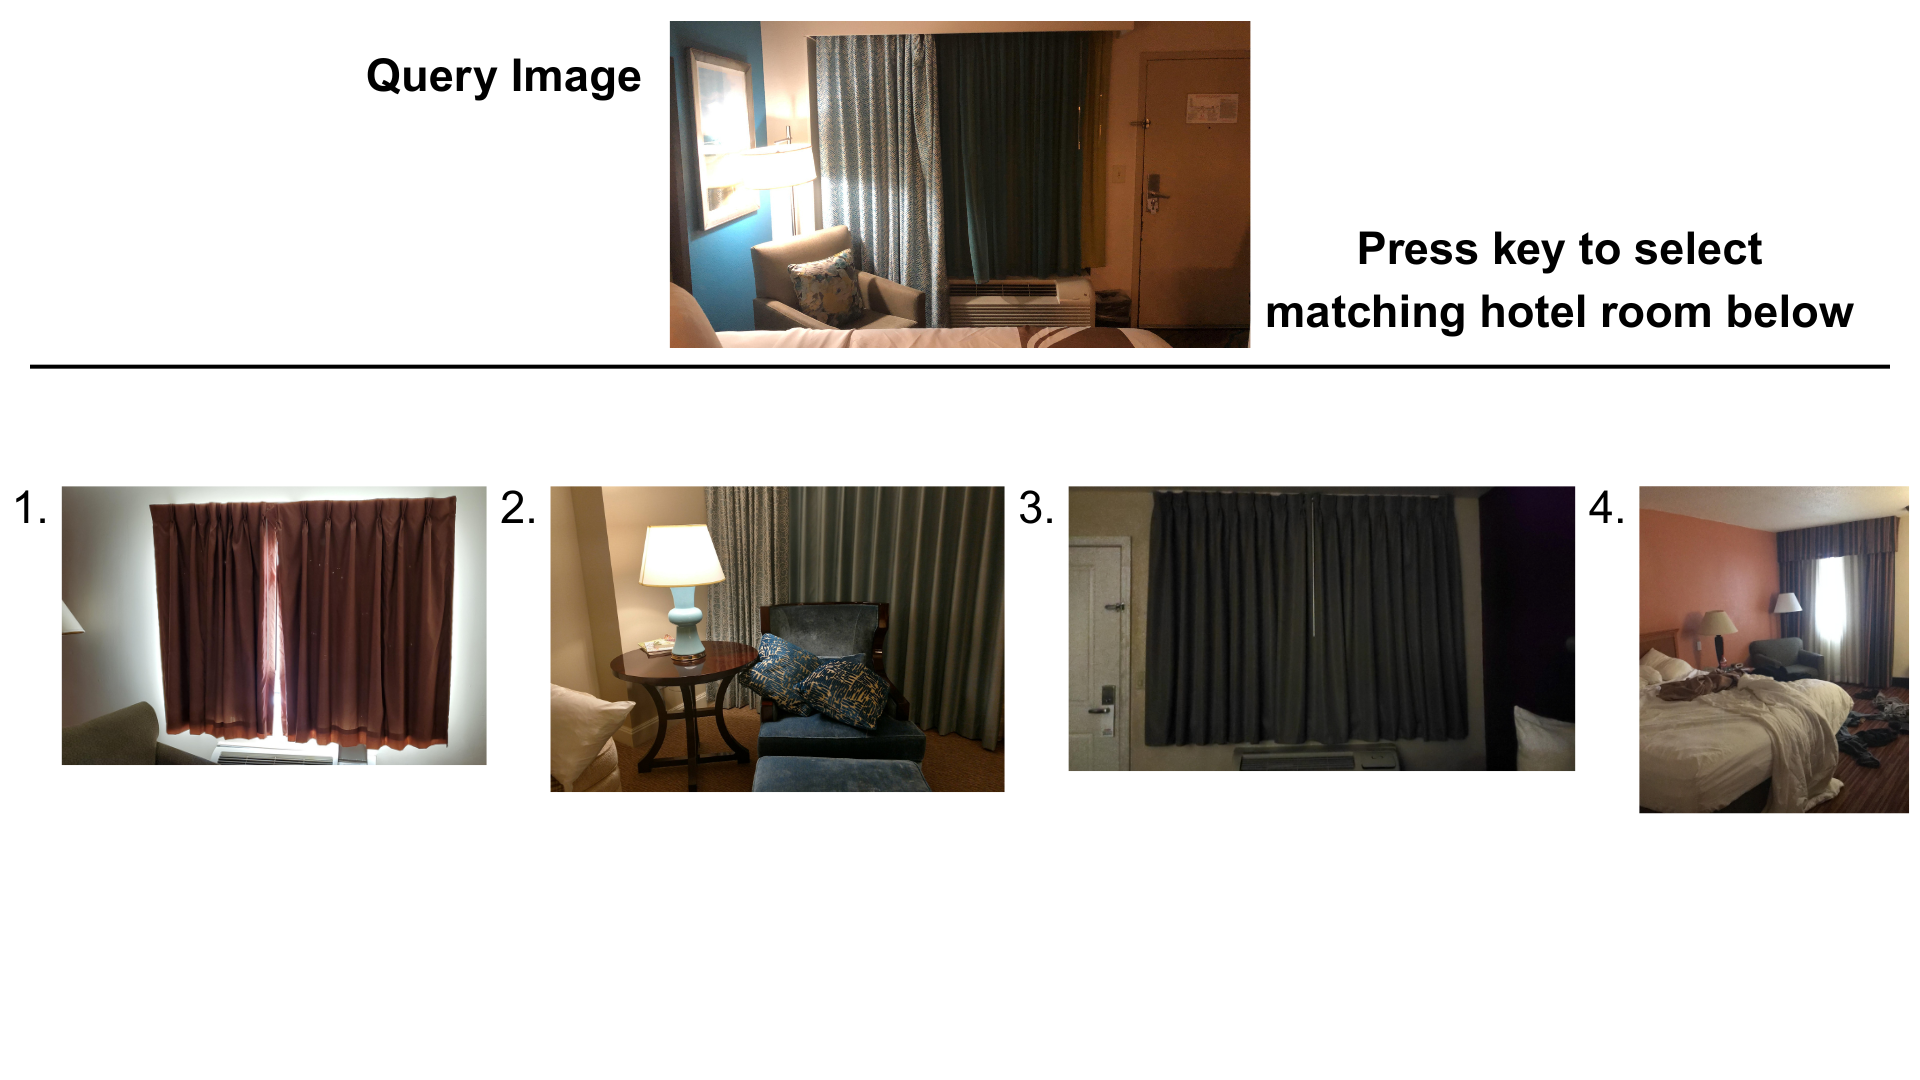 Query Image
Press key to select
matching hotel room below
1.
2.
3.
4.